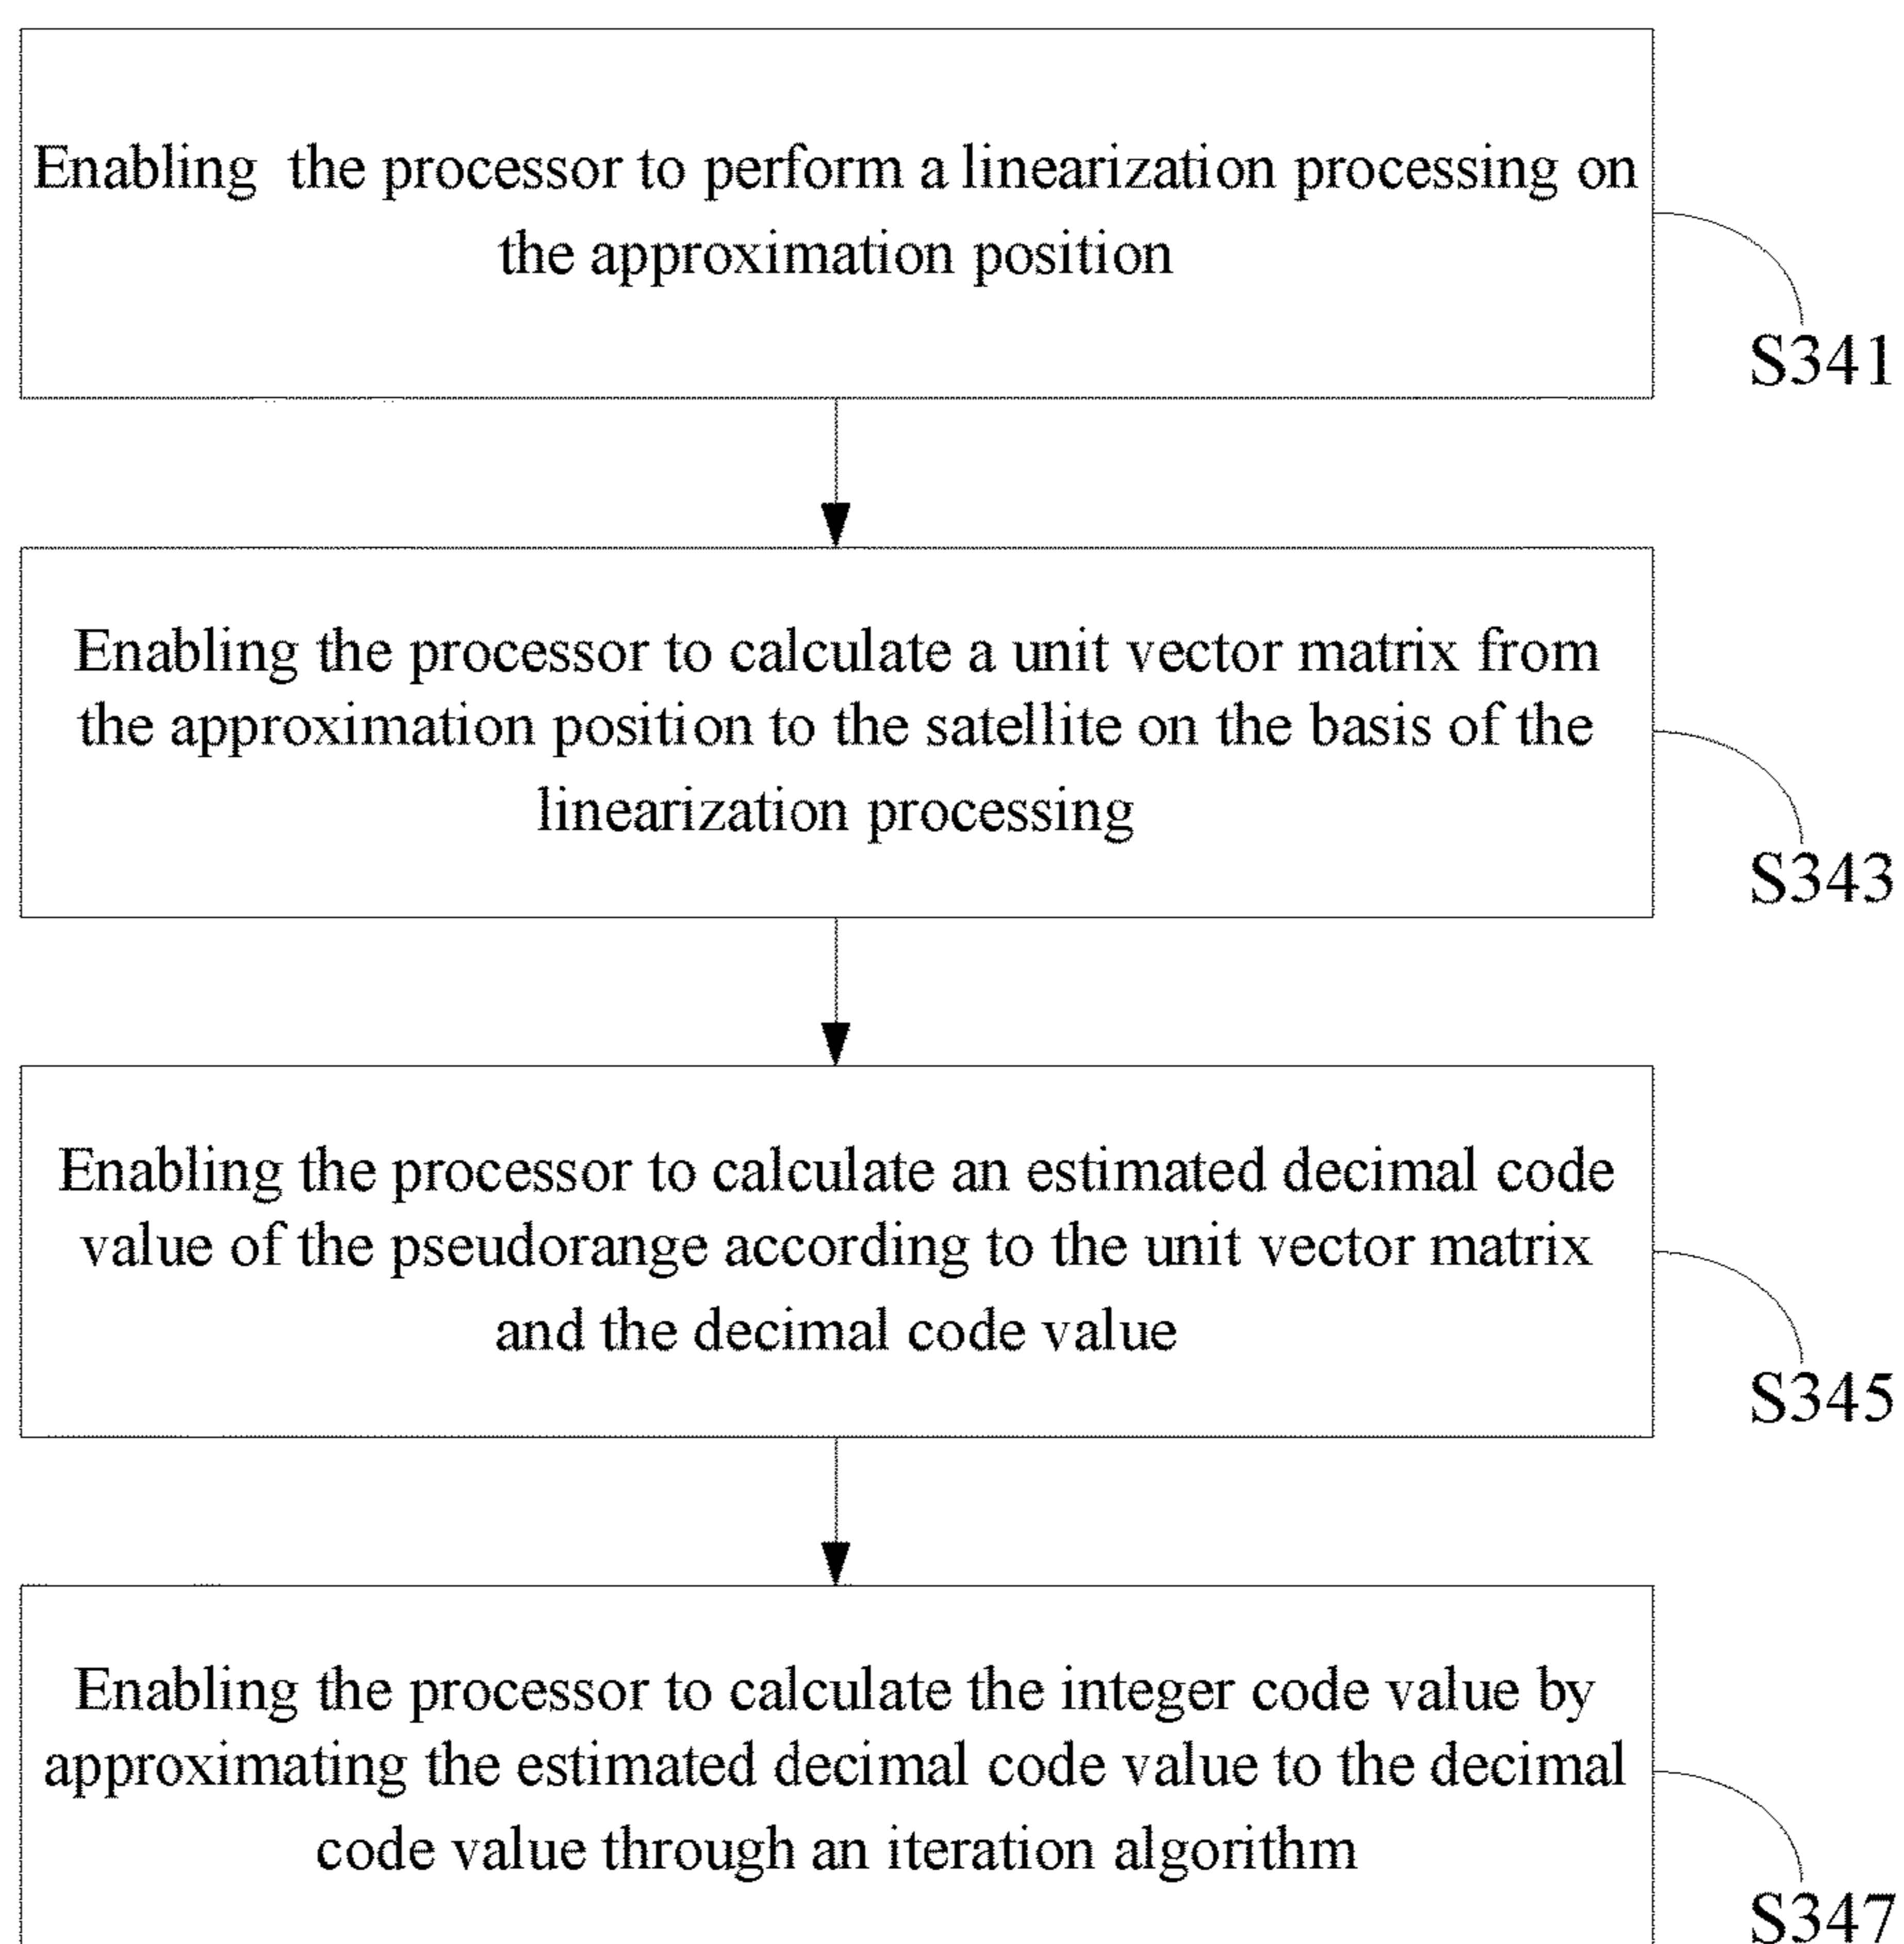 Enabling the processor to perform a linearization processing on
the approximation position
S341
Enabling the processor to calculate a unit vector matrix from
the approximation position to the satellite on the basis of the
linearization processing
S343
Enabling the processor to calculate an estimated decimal code
value of the pseudorange according to the unit vector matrix
and the decimal code value
S345
Enabling the processor to calculate the integer code value by
approximating the estimated decimal code value to the decimal
code value through an iteration algorithm
S347